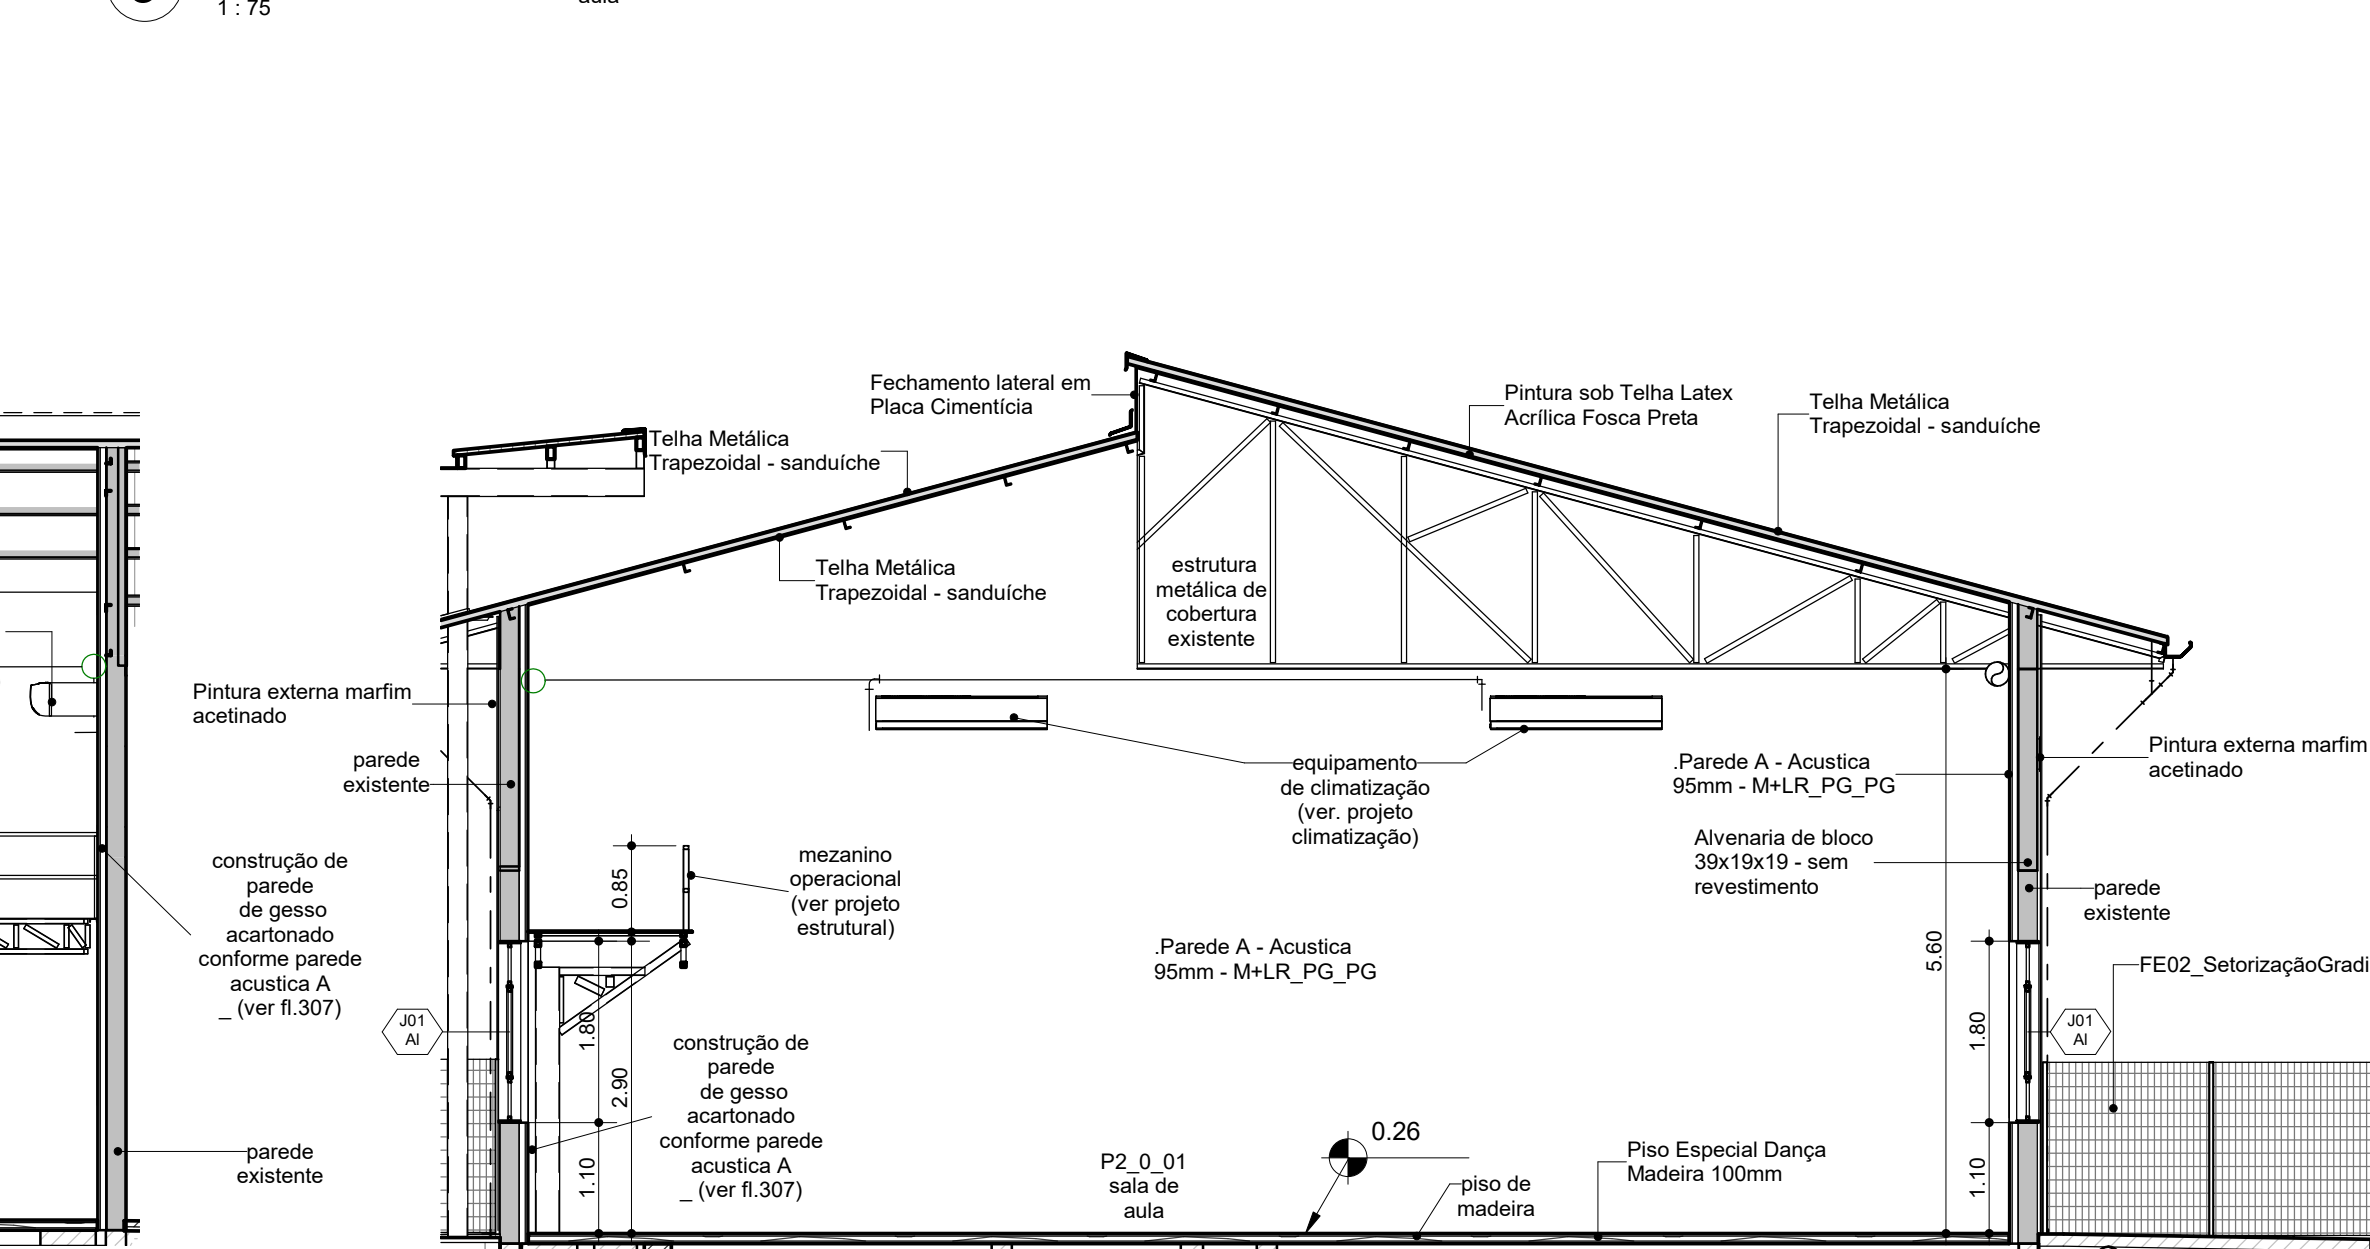 1 : 75
Fechamento lateral em
Placa Cimentícia
Pintura sob Telha Latex
Acrílica Fosca Preta
Telha Metálica
Trapezoidal - sanduíche
Telha Metálica
Trapezoidal - sanduíche
Telha Metálica
Trapezoidal - sanduíche
estrutura
metálica de
cobertura
existente
Pintura externa marfim
acetinado
parede
existente
equipamento
de climatização
(ver. projeto
climatização)
.Parede A - Acustica
95mm - M+LR_PG_PG
Pintura externa marfim
acetinado
Alvenaria de bloco
39x19x19 - sem
revestimento
parede
existente
construção de
parede
de gesso
acartonado
conforme parede
acustica A
_ (ver fl.307)
0.85
mezanino
operacional
(ver projeto
estrutural)
.Parede A - Acustica
95mm - M+LR_PG_PG
5.60
FE02_SetorizaçãoGradi
J01
Al
1.80
2.90
1.10
construção de
parede
de gesso
acartonado
conforme parede
acustica A
_ (ver fl.307)
1.80
1.10
J01
Al
parede
existente
P2_0_01
sala de
aula
0.26
piso de
madeira
Piso Especial Dança
Madeira 100mm